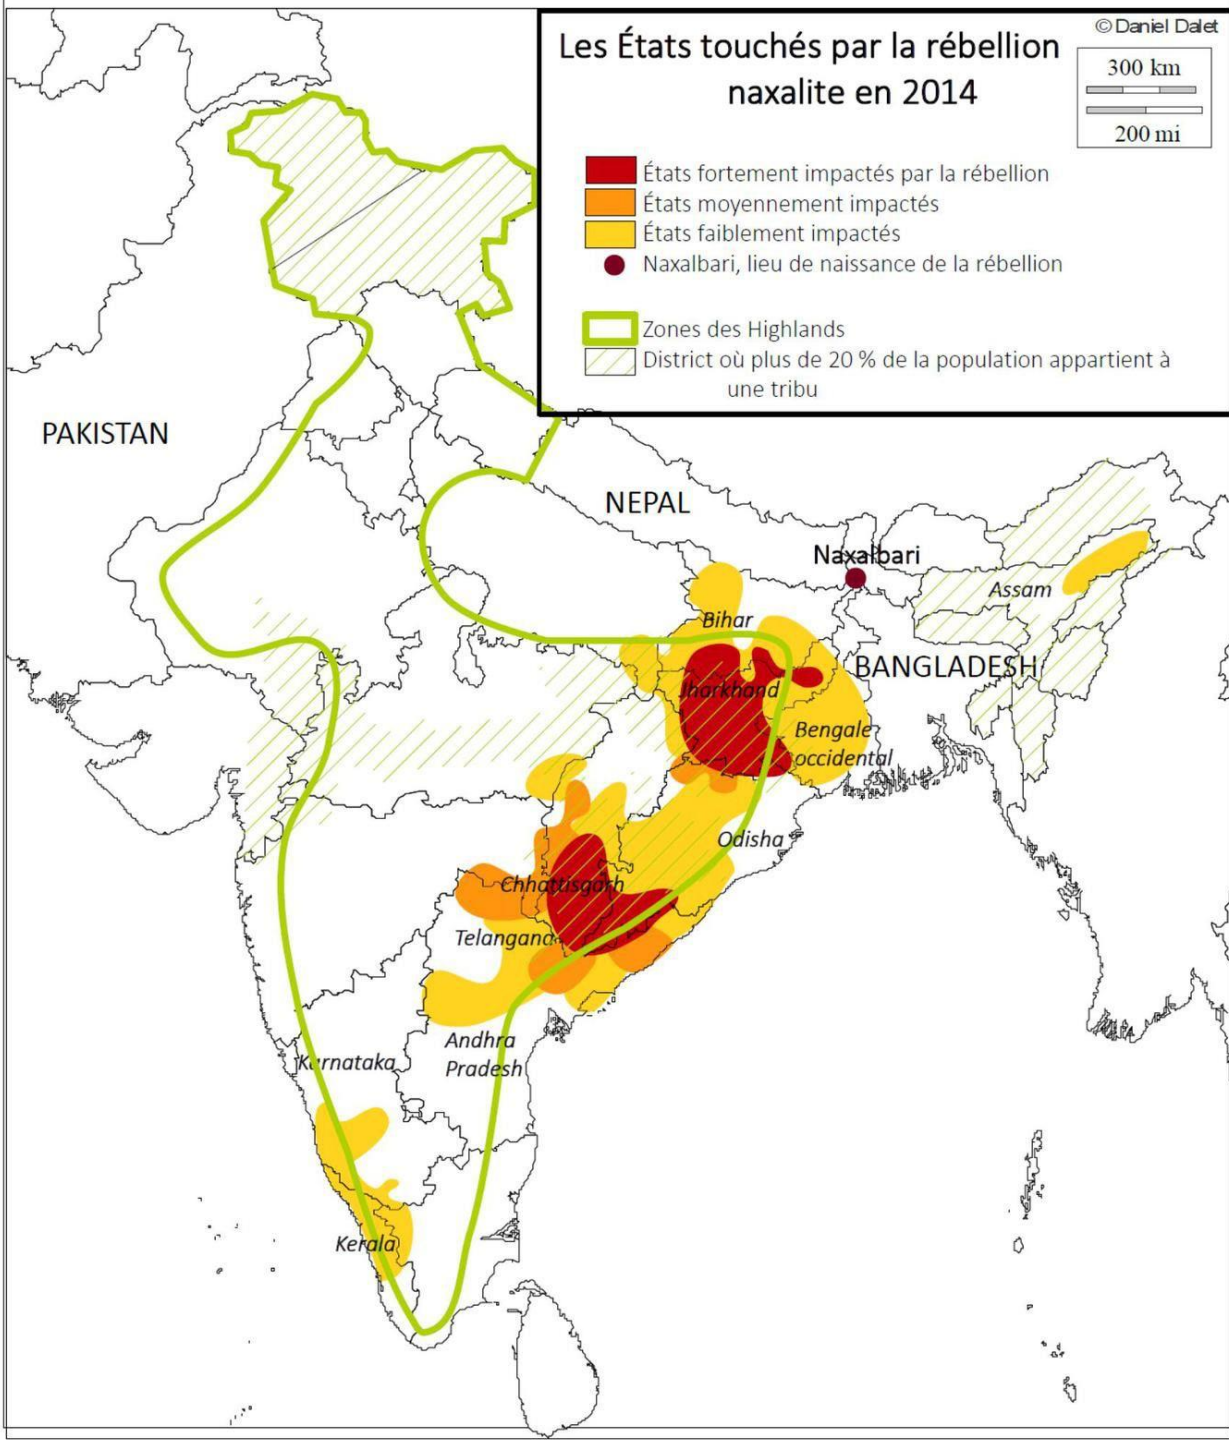 © Daniel Dalet
Les États touchés par la rébellion
naxalite en 2014
300 km
200 mi
États fortement impactés par la rébellion
États moyennement impactés
États faiblement impactés
Naxalbari, lieu de naissance de la rébellion
Zones des Highlands
District où plus de 20 % de la population appartient à
une tribu
PAKISTAN
NEPAL
Naxalbari
Assam
Bihar
BANGLADESH
Jharkhand
Bengale
occidental
Odisha
Chhattisgarh
Telangana
Andhra
Pradesh
Karnataka
Kerala